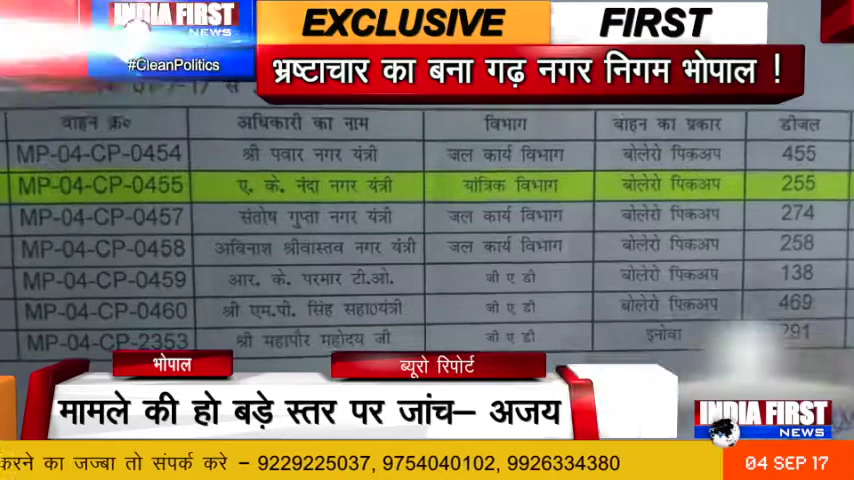 INDIA FIRST
NEWS
#CleanPolitics
EXCLUSIVE FIRST
भ्रष्टाचार का बना गढ़ नगर निगम भोपाल !
वाहन क्र० अधिकारी का नाम विभाग बाहन का प्रकार डीजल
MP-04-CP-0454 श्री पवार नगर यंत्री जल कार्य विभाग बोलेरो पिकअप 455
MP-04-CP-0455 ए. के. नंदा नगर यंत्री यांत्रिक विभाग बोलेरो पिकअप 255
MP-04-CP-0457 संतोष गुप्ता नगर यंत्री जल कार्य विभाग बोलेरो पिकअप 274
MP-04-CP-0458 अविनाश श्रीवास्तव नगर यंत्री जल कार्य विभाग बोलेरो पिकअप 258
MP-04-CP-0459 आर. के. परमार टी.ओ. जी ए डी बोलेरो पिकअप 138
MP-04-CP-0460 श्री एम.पी. सिंह सहा0यंत्री जी ए डी बोलेरो पिकअप 469
MP-04-CP-2353 श्री महापौर महोदय जी जी ए डी इनोवा 291
भोपाल ब्यूरो रिपोर्ट
मामले की हो बड़े स्तर पर जांच– अजय
INDIA FIRST
NEWS
करने का जज्बा तो संपर्क करे - 9229225037, 9754040102, 9926334380
04 SEP 17